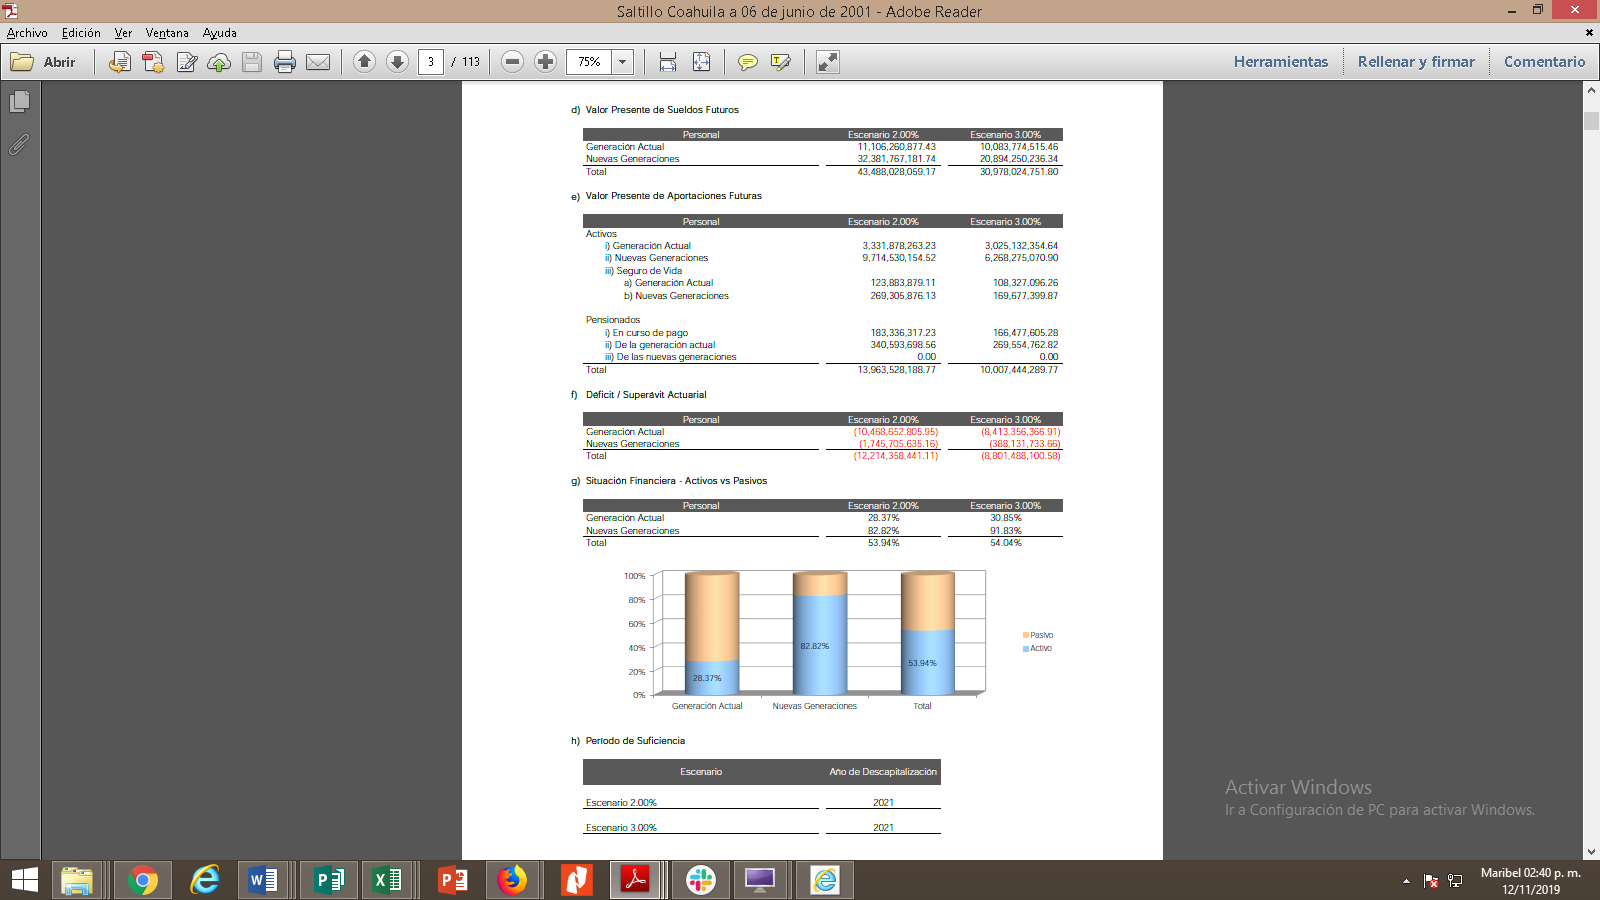 Saltillo Coahuila a 06 de junio de 2001 - Adobe Reader
Archivo Edición Ver Ventana Ayuda
Abrir 3 / 113 75% Herramientas Rellenar y firmar Comentario
d) Valor Presente de Sueldos Futuros
Personal Escenario 2.00% Escenario 3.00%
Generación Actual 11,106,260,877.43 10,083,774,515.46
Nuevas Generaciones 32,381,767,181.74 20,894,250,236.34
Total 43,488,028,059.17 30,978,024,751.80
e) Valor Presente de Aportaciones Futuras
Personal Escenario 2.00% Escenario 3.00%
Activos
i) Generación Actual 3,331,878,263.23 3,025,132,354.64
ii) Nuevas Generaciones 9,714,530,154.52 6,268,275,070.90
iii) Seguro de Vida
a) Generación Actual 123,883,879.11 108,327,096.26
b) Nuevas Generaciones 269,305,876.13 169,677,399.87
Pensionados
i) En curso de pago 183,336,317.23 166,477,605.28
ii) De la generación actual 340,593,698.56 269,554,762.82
iii) De las nuevas generaciones 0.00 0.00
Total 13,963,528,188.77 10,007,444,289.77
f) Déficit / Superávit Actuarial
Personal Escenario 2.00% Escenario 3.00%
Generación Actual (10,468,652,805.95) (8,413,356,366.91)
Nuevas Generaciones (1,745,705,635.16) (388,131,733.66)
Total (12,214,358,441.11) (8,801,488,100.58)
g) Situación Financiera - Activos vs Pasivos
Personal Escenario 2.00% Escenario 3.00%
Generación Actual 28.37% 30.85%
Nuevas Generaciones 82.82% 91.83%
Total 53.94% 54.04%
100%
80%
60%
40%
20%
0%
28.37%
82.82%
53.94%
Generación Actual Nuevas Generaciones Total
Pasivo
Activo
h) Período de Suficiencia
Escenario Año de Descapitalización
Escenario 2.00% 2021
Escenario 3.00% 2021
Activar Windows
Ir a Configuración de PC para activar Windows.
Maribel 02:40 p. m.
12/11/2019